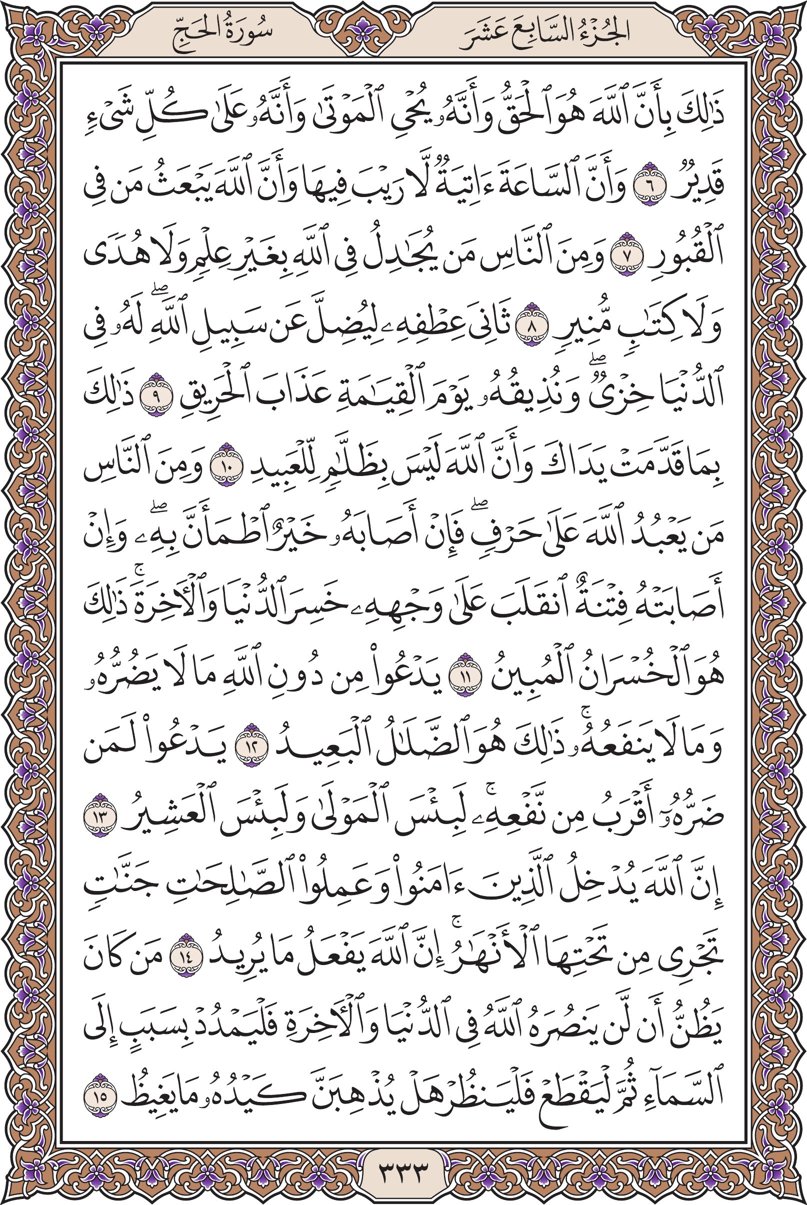 الجُزْءُ السَّابِعَ عَشَرَ
سُورَةُ الحَجِّ
ذَٰلِكَ بِأَنَّ ٱللَّهَ هُوَ ٱلْحَقُّ وَأَنَّهُۥ يُحْىِ ٱلْمَوْتَىٰ وَأَنَّهُۥ عَلَىٰ كُلِّ شَىْءٍ
قَدِيرٌ ٦ وَأَنَّ ٱلسَّاعَةَ ءَاتِيَةٌ لَّا رَيْبَ فِيهَا وَأَنَّ ٱللَّهَ يَبْعَثُ مَن فِى
ٱلْقُبُورِ ٧ وَمِنَ ٱلنَّاسِ مَن يُجَٰدِلُ فِى ٱللَّهِ بِغَيْرِ عِلْمٍ وَلَا هُدًى
وَلَا كِتَٰبٍ مُّنِيرٍ ٨ ثَانِىَ عِطْفِهِۦ لِيُضِلَّ عَن سَبِيلِ ٱللَّهِۖ لَهُۥ فِى
ٱلدُّنْيَا خِزْىٌۖ وَنُذِيقُهُۥ يَوْمَ ٱلْقِيَٰمَةِ عَذَابَ ٱلْحَرِيقِ ٩ ذَٰلِكَ
بِمَا قَدَّمَتْ يَدَاكَ وَأَنَّ ٱللَّهَ لَيْسَ بِظَلَّٰمٍ لِّلْعَبِيدِ ١٠ وَمِنَ ٱلنَّاسِ
مَن يَعْبُدُ ٱللَّهَ عَلَىٰ حَرْفٍۖ فَإِنْ أَصَابَهُۥ خَيْرٌ ٱطْمَأَنَّ بِهِۦۖ وَإِنْ
أَصَابَتْهُ فِتْنَةٌ ٱنقَلَبَ عَلَىٰ وَجْهِهِۦ خَسِرَ ٱلدُّنْيَا وَٱلْءَاخِرَةَۚ ذَٰلِكَ
هُوَ ٱلْخُسْرَانُ ٱلْمُبِينُ ١١ يَدْعُوا۟ مِن دُونِ ٱللَّهِ مَا لَا يَضُرُّهُۥ
وَمَا لَا يَنفَعُهُۥۚ ذَٰلِكَ هُوَ ٱلضَّلَٰلُ ٱلْبَعِيدُ ١٢ يَدْعُوا۟ لَمَن
ضَرُّهُۥٓ أَقْرَبُ مِن نَّفْعِهِۦۚ لَبِئْسَ ٱلْمَوْلَىٰ وَلَبِئْسَ ٱلْعَشِيرُ ١٣
إِنَّ ٱللَّهَ يُدْخِلُ ٱلَّذِينَ ءَامَنُوا۟ وَعَمِلُوا۟ ٱلصَّٰلِحَٰتِ جَنَّٰتٍ
تَجْرِى مِن تَحْتِهَا ٱلْأَنْهَٰرُۚ إِنَّ ٱللَّهَ يَفْعَلُ مَا يُرِيدُ ١٤ مَن كَانَ
يَظُنُّ أَن لَّن يَنصُرَهُ ٱللَّهُ فِى ٱلدُّنْيَا وَٱلْءَاخِرَةِ فَلْيَمْدُدْ بِسَبَبٍ إِلَى
ٱلسَّمَآءِ ثُمَّ لْيَقْطَعْ فَلْيَنظُرْ هَلْ يُذْهِبَنَّ كَيْدُهُۥ مَا يَغِيظُ ١٥
٣٣٣